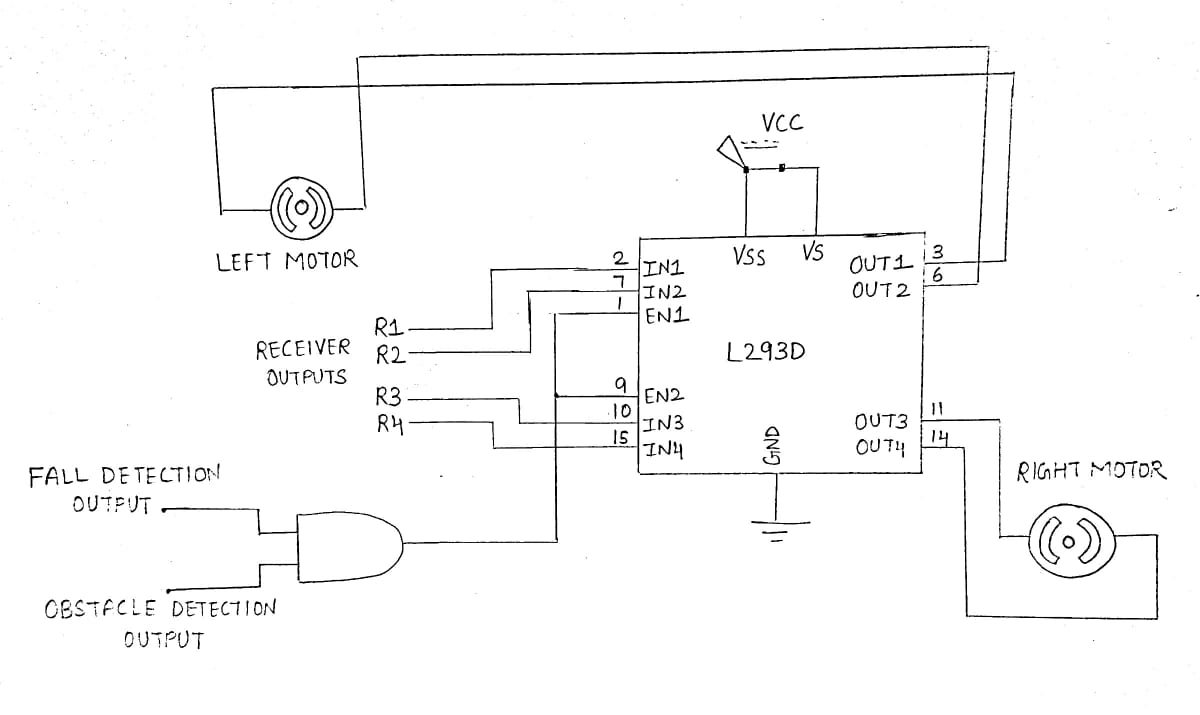 VCC
LEFT MOTOR
VSS
VS
2
IN1
7
IN2
1
EN1
OUT1
3
OUT2
6
L293D
RECEIVER
OUTPUTS
R1
R2
R3
R4
9
EN2
10
IN3
15
IN4
GND
OUT3
11
OUT4
14
RIGHT MOTOR
FALL DETECTION
OUTPUT
OBSTACLE DETECTION
OUTPUT